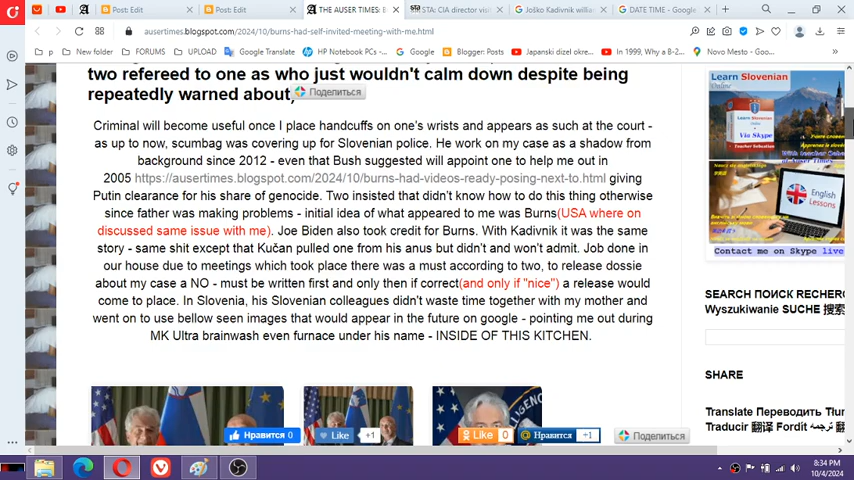 Post: Edit
Post: Edit
THE AUSER TIMES: B
STA: CIA director visi
Joško Kadivnik willia
DATE TIME - Google
ausertimes.blogspot.com/2024/10/burns-had-self-invited-meeting-with-me.html
New folder
FORUMS
UPLOAD
Google Translate
HP Notebook PCs -...
Google
Blogger: Posts
Japanski dizel okre...
In 1999, Why a B...
Novo Mesto - Goo...
two refereed to one as who just wouldn't calm down despite being
repeatedly warned about,
Поделиться
Criminal will become useful once I place handcuffs on one's wrists and appears as such at the court -
as up to now, scumbag was covering up for Slovenian police. He work on my case as a shadow from
background since 2012 - even that Bush suggested will appoint one to help me out in
2005 https://ausertimes.blogspot.com/2024/10/burns-had-videos-ready-posing-next-to.html giving
Putin clearance for his share of genocide. Two insisted that didn't know how to do this thing otherwise
since father was making problems - initial idea of what appeared to me was Burns(USA where on
discussed same issue with me). Joe Biden also took credit for Burns. With Kadivnik it was the same
story - same shit except that Kučan pulled one from his anus but didn't and won't admit. Job done in
our house due to meetings which took place there was a must according to two, to release dossie
about my case a NO - must be written first and only then if correct(and only if "nice") a release would
come to place. In Slovenia, his Slovenian colleagues didn't waste time together with my mother and
went on to use bellow seen images that would appear in the future on google - pointing me out during
MK Ultra brainwash even furnace under his name - INSIDE OF THIS KITCHEN.
Learn Slovenian
Online
Via Skype
English
Lessons
Contact me on Skype live
SEARCH ПОИСК RECHER
Wyszukiwanie SUCHE 搜索
SHARE
Translate Переводить Tłum
Traducir 翻译 Fordít ترجمة Trad
Нравится 0
Like
+1
Like 0
Нравится
+1
Поделиться
8:34 PM
10/4/2024